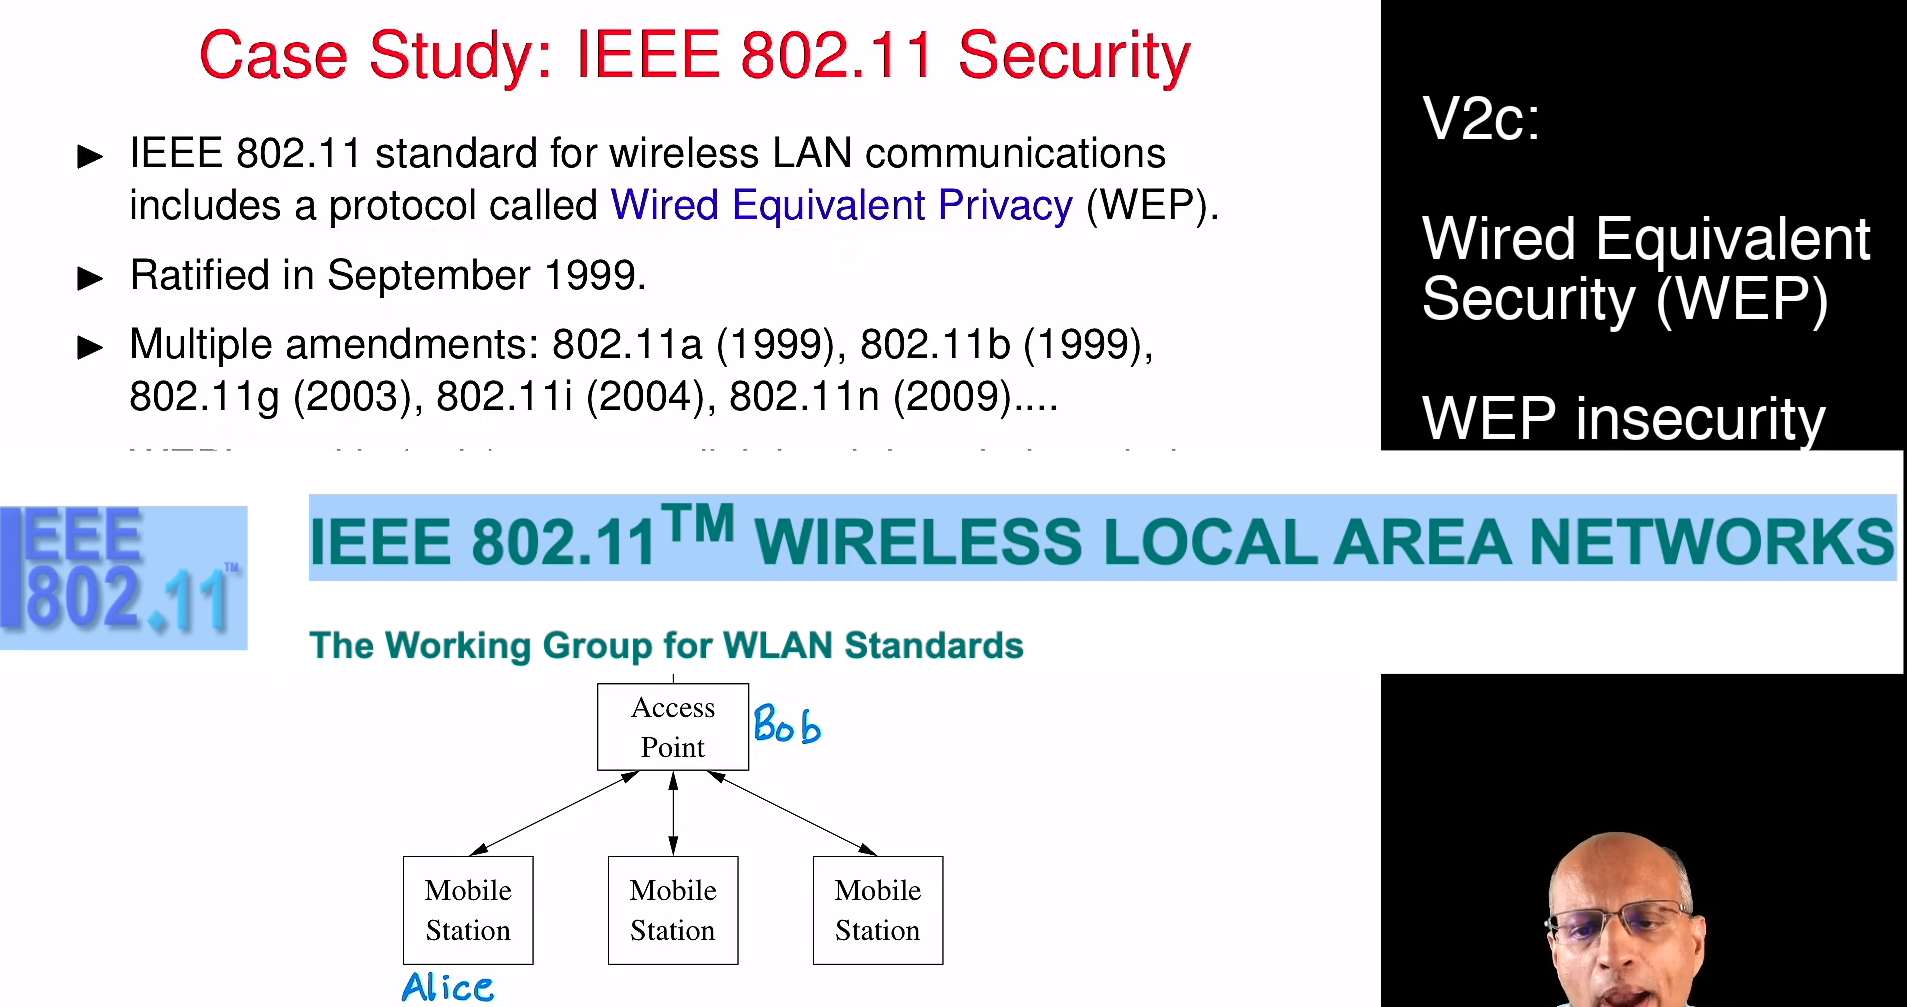 Case Study: IEEE 802.11 Security
► IEEE 802.11 standard for wireless LAN communications
includes a protocol called Wired Equivalent Privacy (WEP).
► Ratified in September 1999.
► Multiple amendments: 802.11a (1999), 802.11b (1999),
802.11g (2003), 802.11i (2004), 802.11n (2009)....
V2c:
Wired Equivalent
Security (WEP)
WEP insecurity
IEEE
802.11™
IEEE 802.11™ WIRELESS LOCAL AREA NETWORKS
The Working Group for WLAN Standards
Access
Point
Bob
Mobile
Station
Mobile
Station
Mobile
Station
Alice